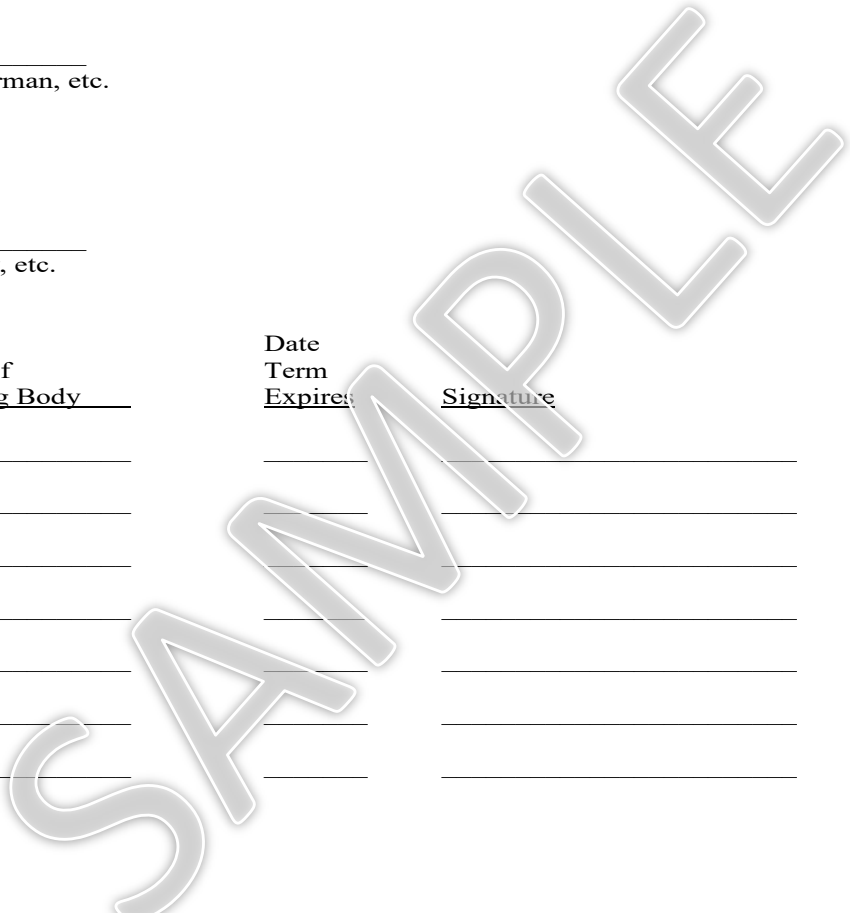 rman, etc.
, etc.
Date
f Term
g Body Expires Signature
SAMPLE